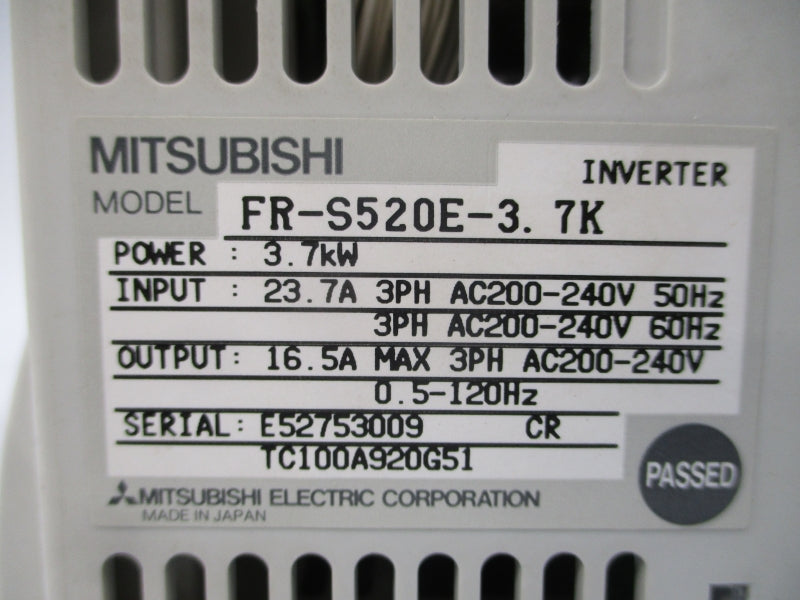 MITSUBISHI
INVERTER
MODEL FR-S520E-3.7K
POWER : 3.7kW
INPUT : 23.7A 3PH AC200-240V 50Hz
3PH AC200-240V 60Hz
OUTPUT: 16.5A MAX 3PH AC200-240V
0.5-120Hz
SERIAL: E52753009 CR
TC100A920G51
PASSED
MITSUBISHI ELECTRIC CORPORATION
MADE IN JAPAN